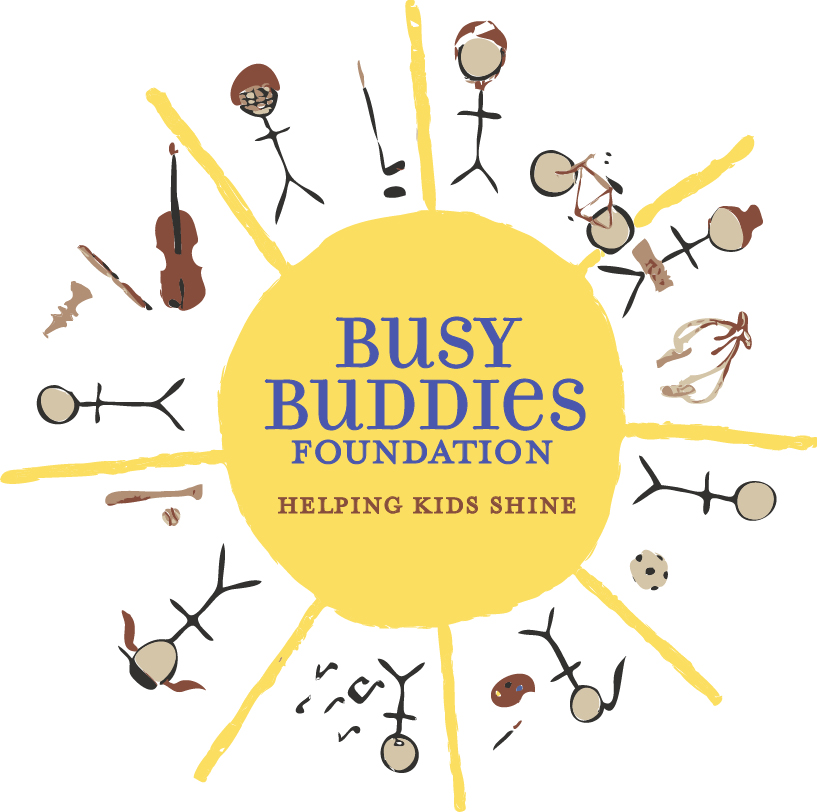 BUSY
BUDDIES
FOUNDATION
HELPING KIDS SHINE